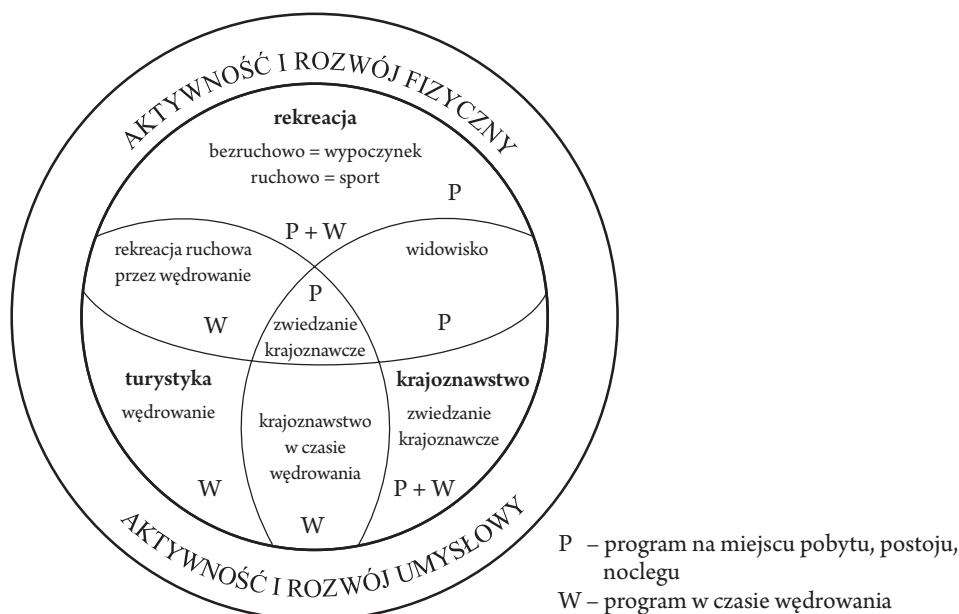 AKTYWNOŚĆ I ROZWÓJ FIZYCZNY
rekreacja
bezruchowo = wypoczynek
ruchowo = sport
P
P + W
rekreacja ruchowa
przez wędrowanie
widowisko
P
zwiedzanie
krajoznawcze
W
P
turystyka
wędrowanie
krajoznawstwo
zwiedzanie
krajoznawcze
krajoznawstwo
w czasie
wędrowania
W
P + W
W
AKTYWNOŚĆ I ROZWÓJ UMYSŁOWY
P – program na miejscu pobytu, postoju,
noclegu
W – program w czasie wędrowania